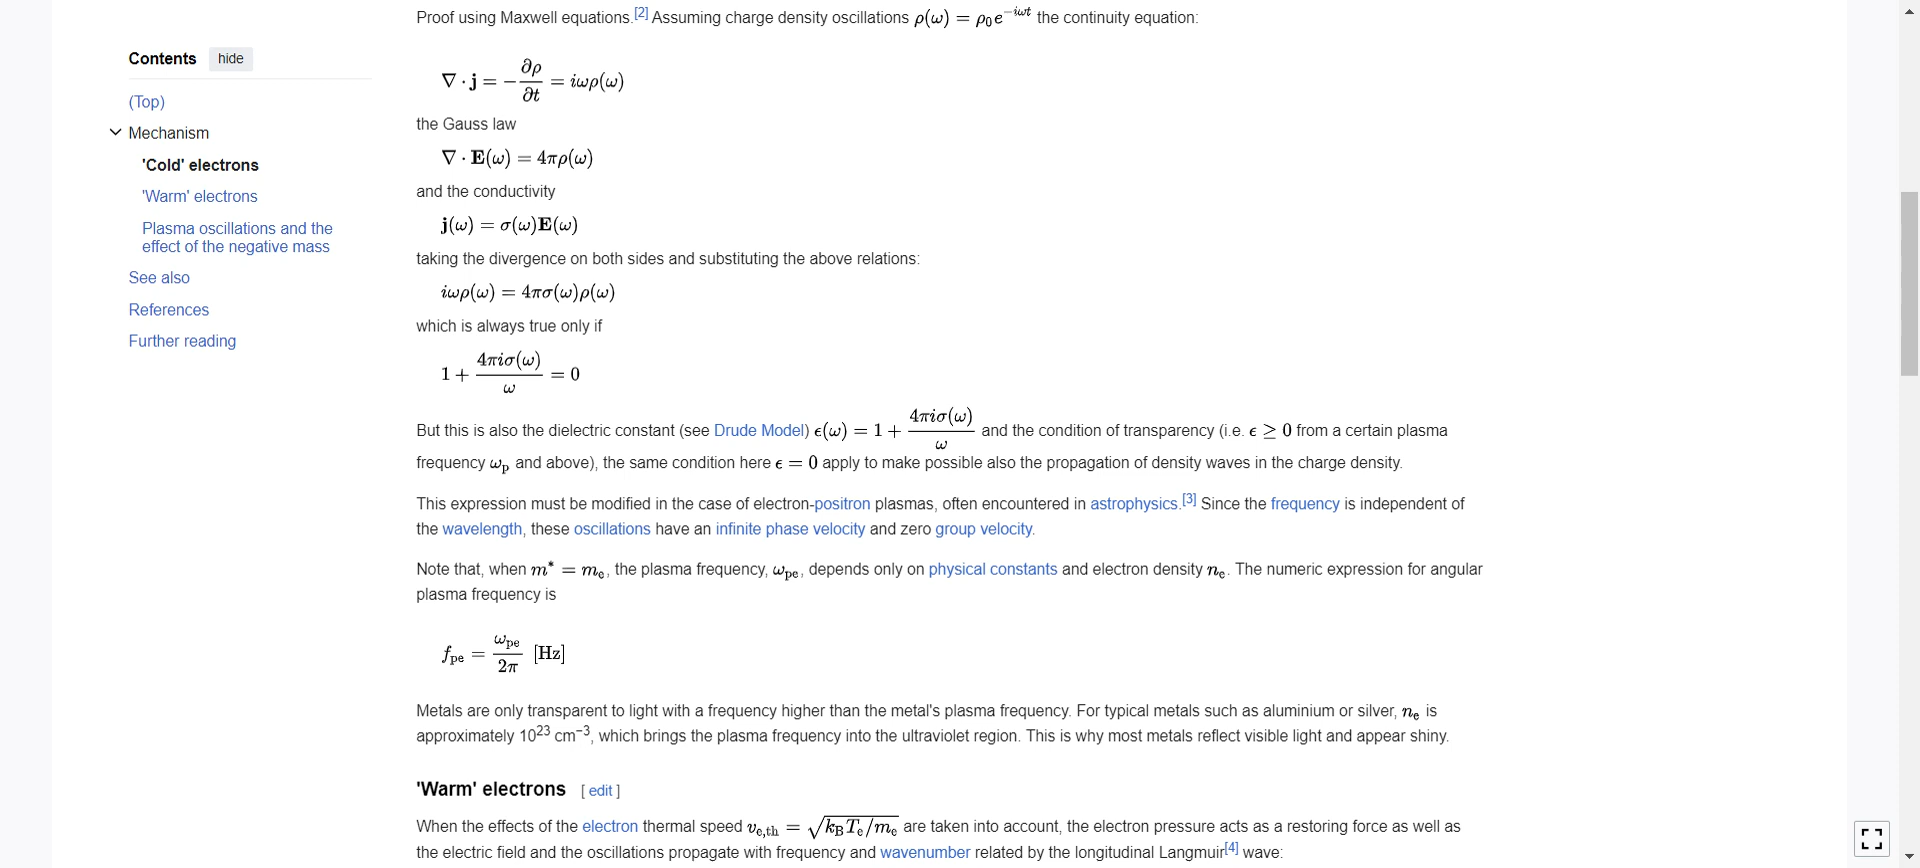 Contents hide
(Top)
Mechanism
'Cold' electrons
'Warm' electrons
Plasma oscillations and the
effect of the negative mass
See also
References
Further reading
Proof using Maxwell equations.[2] Assuming charge density oscillations ρ(ω) = ρ₀e^{−iωt} the continuity equation:
∇ · j = −∂ρ/∂t = iωρ(ω)
the Gauss law
∇ · E(ω) = 4πρ(ω)
and the conductivity
j(ω) = σ(ω)E(ω)
taking the divergence on both sides and substituting the above relations:
iωρ(ω) = 4πσ(ω)ρ(ω)
which is always true only if
1 + 4πiσ(ω)/ω = 0
But this is also the dielectric constant (see Drude Model) ϵ(ω) = 1 + 4πiσ(ω)/ω and the condition of transparency (i.e. ϵ ≥ 0 from a certain plasma
frequency ωₚ and above), the same condition here ϵ = 0 apply to make possible also the propagation of density waves in the charge density.
This expression must be modified in the case of electron-positron plasmas, often encountered in astrophysics.[3] Since the frequency is independent of
the wavelength, these oscillations have an infinite phase velocity and zero group velocity.
Note that, when m* = mₑ, the plasma frequency, ωₚₑ, depends only on physical constants and electron density nₑ. The numeric expression for angular
plasma frequency is
fₚₑ = ωₚₑ/2π [Hz]
Metals are only transparent to light with a frequency higher than the metal's plasma frequency. For typical metals such as aluminium or silver, nₑ is
approximately 10²³ cm⁻³, which brings the plasma frequency into the ultraviolet region. This is why most metals reflect visible light and appear shiny.
'Warm' electrons [ edit ]
When the effects of the electron thermal speed v_{e,th} = √(k_B Tₑ/mₑ) are taken into account, the electron pressure acts as a restoring force as well as
the electric field and the oscillations propagate with frequency and wavenumber related by the longitudinal Langmuir[4] wave: